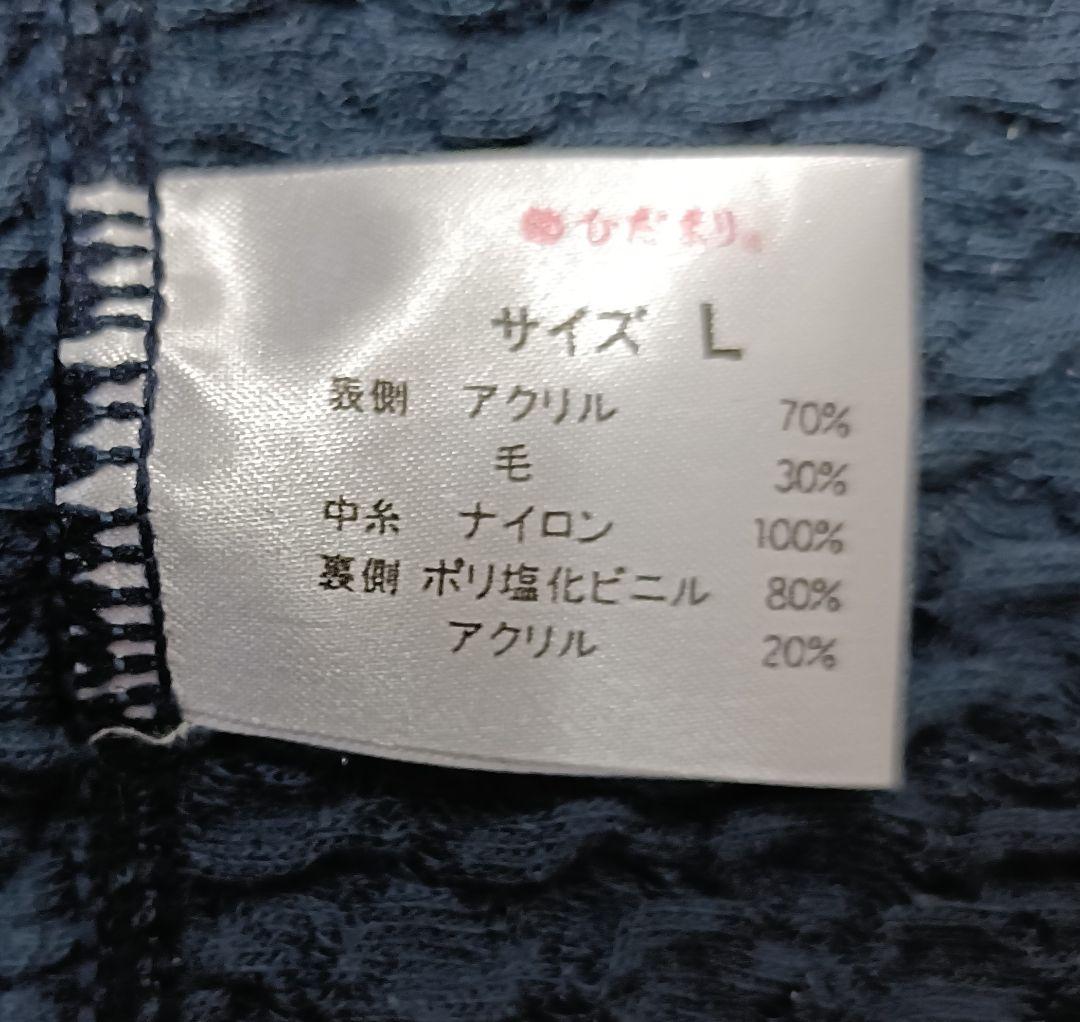 ひだまり。
サイズ L
表側 アクリル 70%
毛 30%
中糸 ナイロン 100%
裏側 ポリ塩化ビニル 80%
アクリル 20%